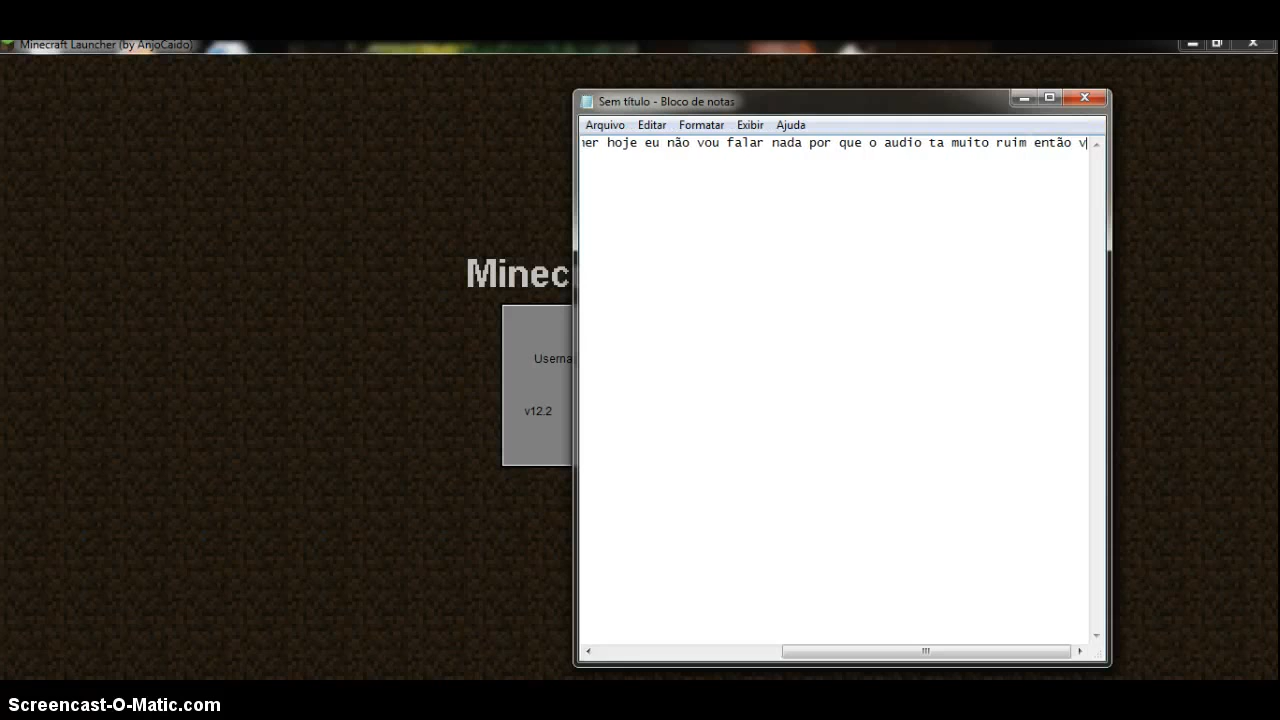 Minecraft Launcher (by AnjoCaido)
Sem título - Bloco de notas
Arquivo Editar Formatar Exibir Ajuda
hoje eu não vou falar nada por que o audio ta muito ruim então v
Minec
Userna
v12.2
Screencast-O-Matic.com